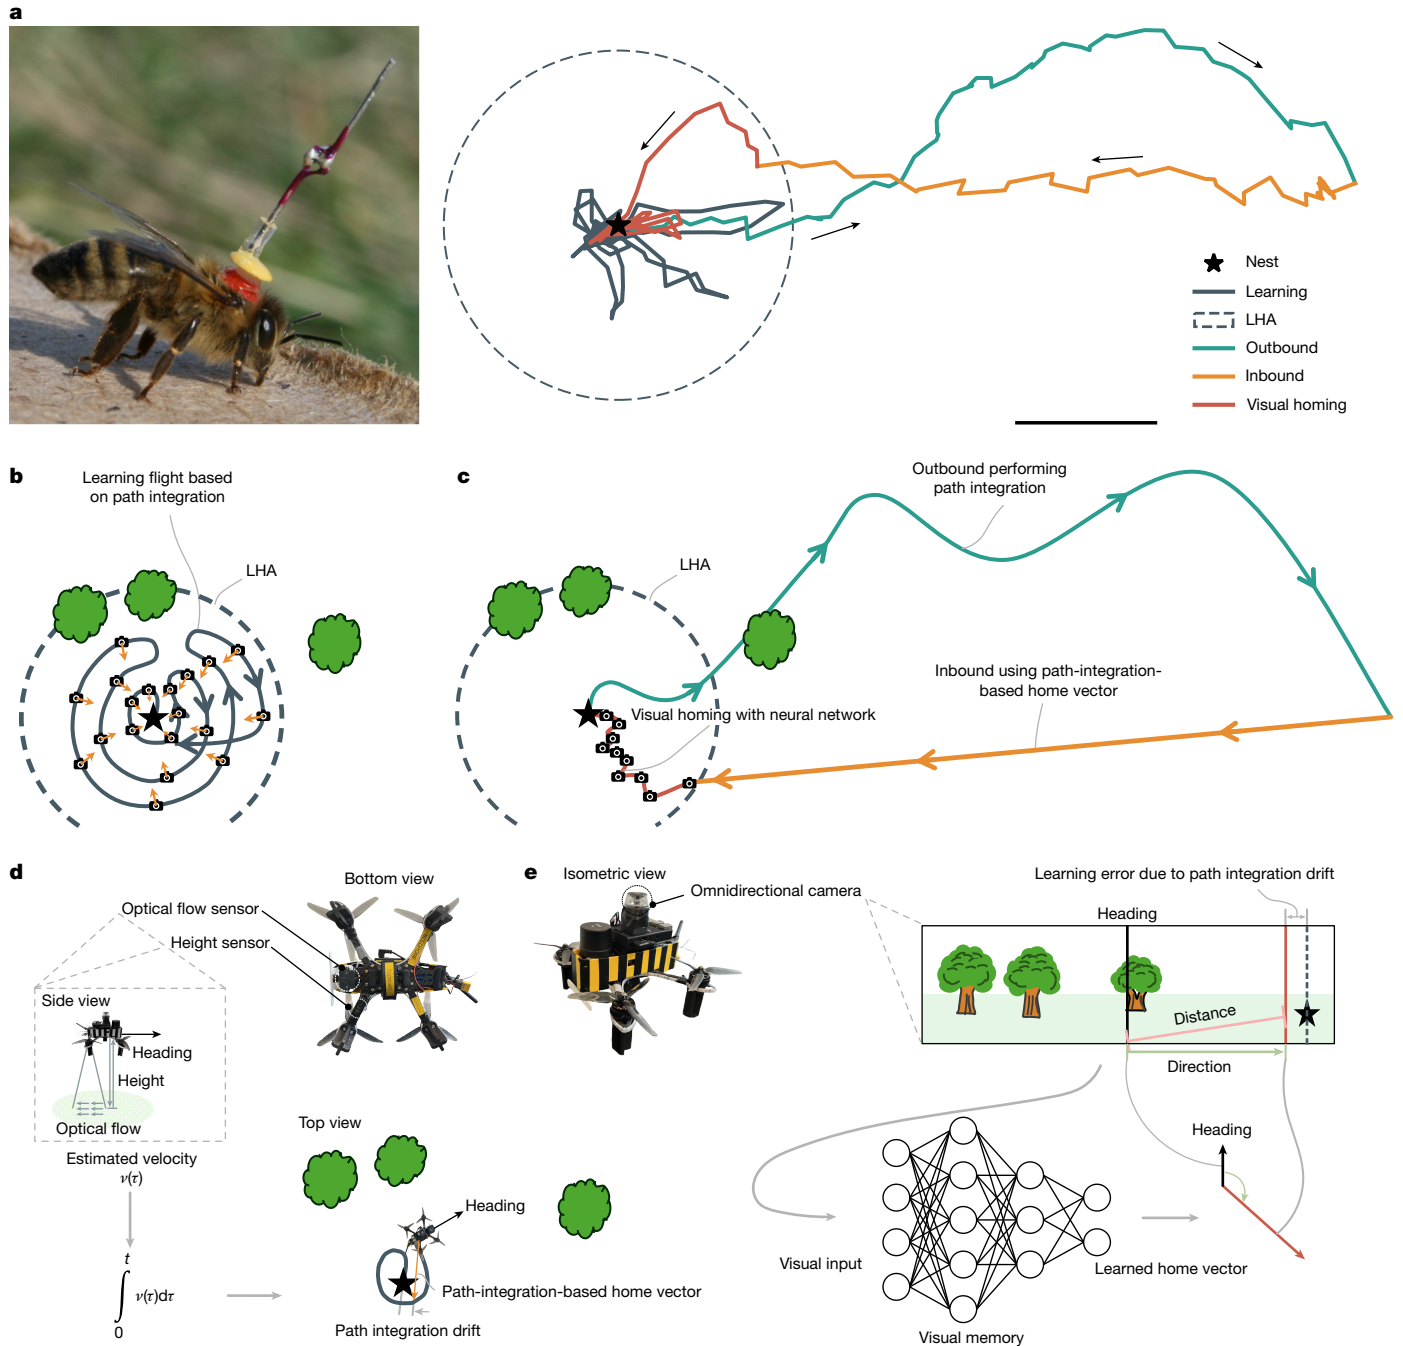 a
Nest
Learning
LHA
Outbound
Inbound
Visual homing
b
Learning flight based
on path integration
LHA
c
Outbound performing
path integration
LHA
Inbound using path-integration-
based home vector
Visual homing with neural network
d
Bottom view
Optical flow sensor
Height sensor
Side view
Heading
Height
Optical flow
Estimated velocity
v(τ)
t
∫ v(τ)dτ
0
Top view
Heading
Path-integration-based home vector
Path integration drift
e
Isometric view
Omnidirectional camera
Learning error due to path integration drift
Heading
Distance
Direction
Heading
Visual input
Learned home vector
Visual memory